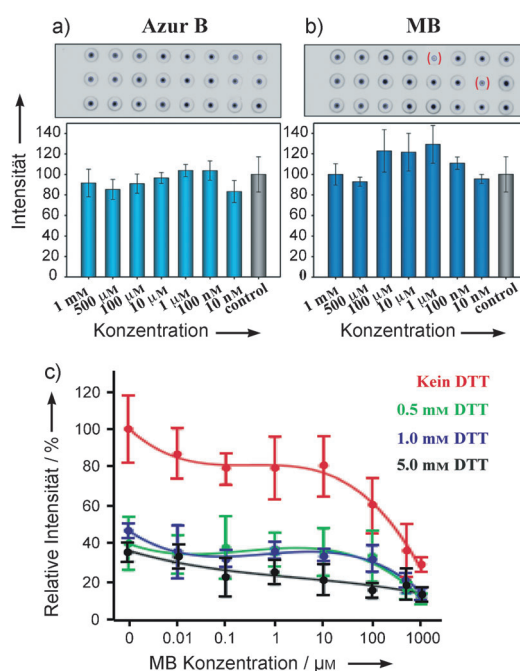 a) Azur B
b) MB
( )
( )
Intensität
140
120
100
80
60
40
20
0
1 mM
500 µM
100 µM
10 µM
1 µM
100 nM
10 nM
control
Konzentration
140
120
100
80
60
40
20
0
1 mM
500 µM
100 µM
10 µM
1 µM
100 nM
10 nM
control
Konzentration
c)
Kein DTT
0.5 mM DTT
1.0 mM DTT
5.0 mM DTT
Relative Intensität / %
120
100
80
60
40
20
0
0 0.01 0.1 1 10 100 1000
MB Konzentration / µM